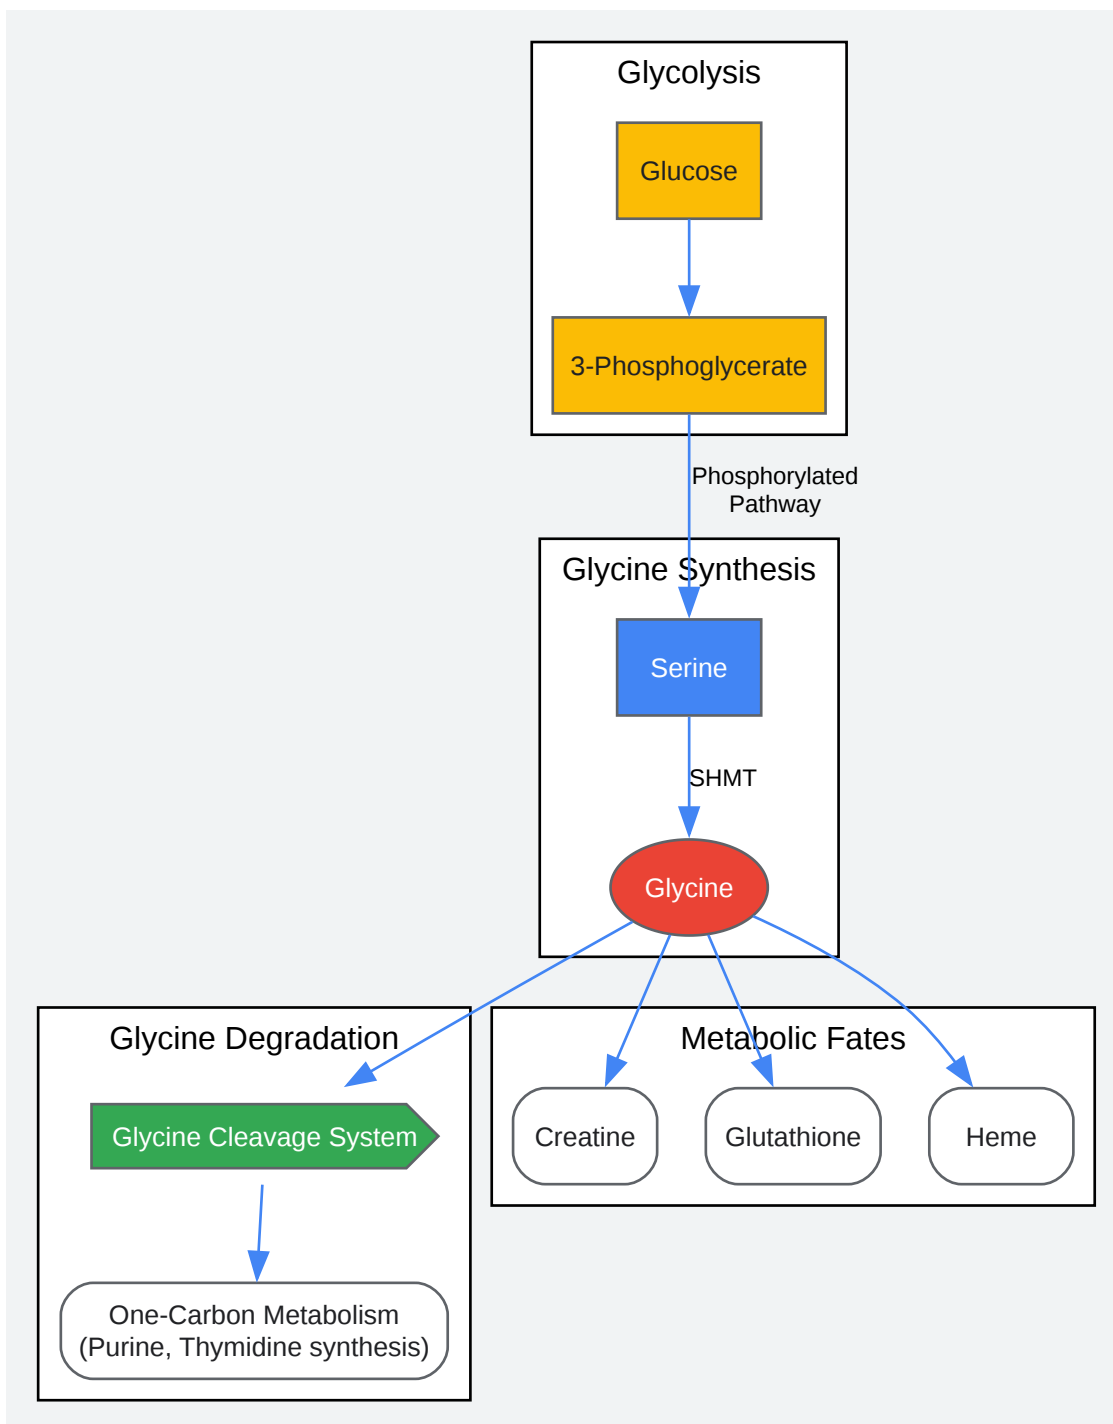 Glycolysis
Glucose
3-Phosphoglycerate
Phosphorylated
Pathway
Glycine Synthesis
Serine
SHMT
Glycine
Glycine Degradation
Glycine Cleavage System
One-Carbon Metabolism
(Purine, Thymidine synthesis)
Metabolic Fates
Creatine
Glutathione
Heme